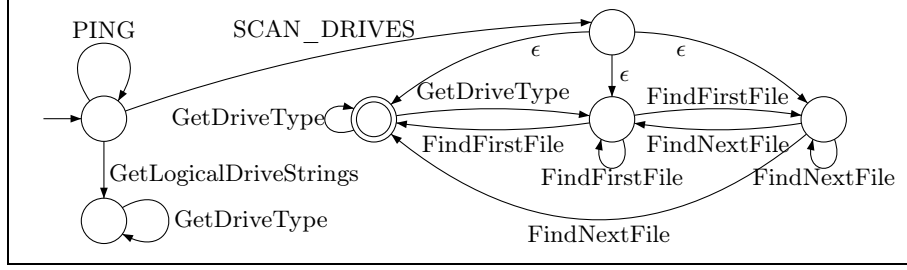 PING
SCAN_DRIVES
ϵ
ϵ
ϵ
GetDriveType
GetDriveType
FindFirstFile
FindFirstFile
FindNextFile
GetLogicalDriveStrings
FindFirstFile
FindNextFile
GetDriveType
FindNextFile